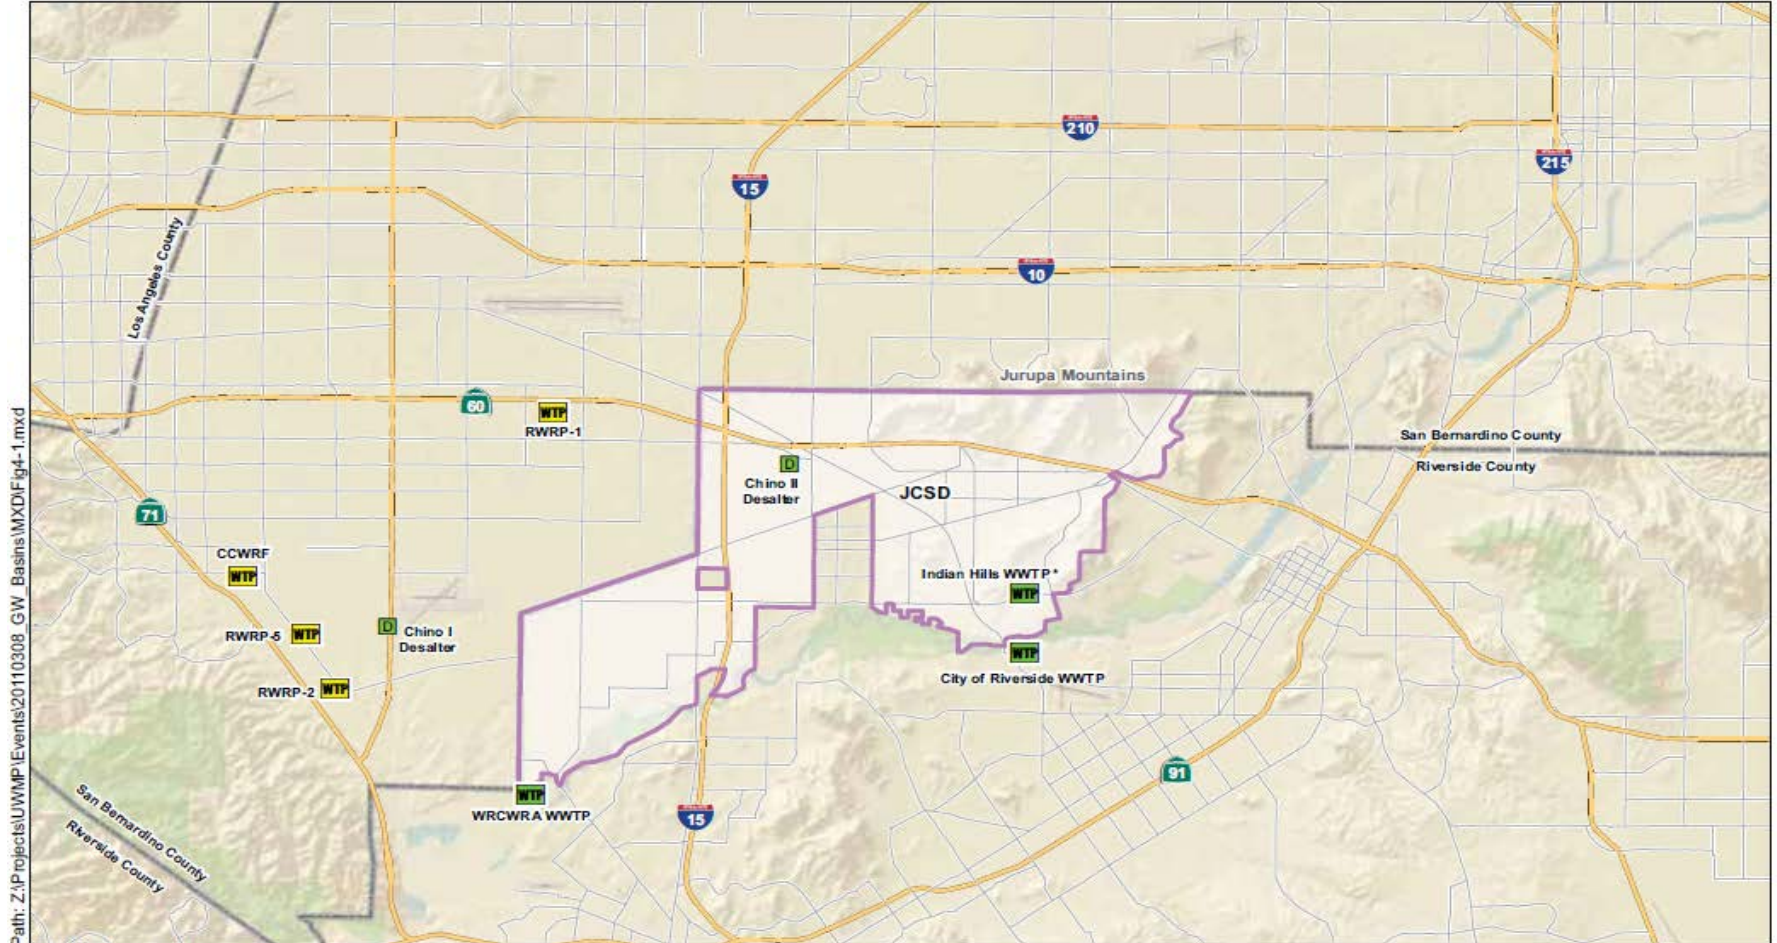 210
215
15
Los Angeles County
10
Jurupa Mountains
60
WTP
RWRP-1
San Bernardino County
Riverside County
D
Chino II
Desalter
JCSD
71
CCWRF
WTP
Indian Hills WWTP*
WTP
RWRP-5 WTP
D Chino I
Desalter
WTP
City of Riverside WWTP
RWRP-2 WTP
91
WTP
WRCWRA WWTP
15
San Bernardino County
Riverside County
Path: Z:\Projects\UWMP\Events\20110308_GW_Basins\MXD\Fig4-1.mxd